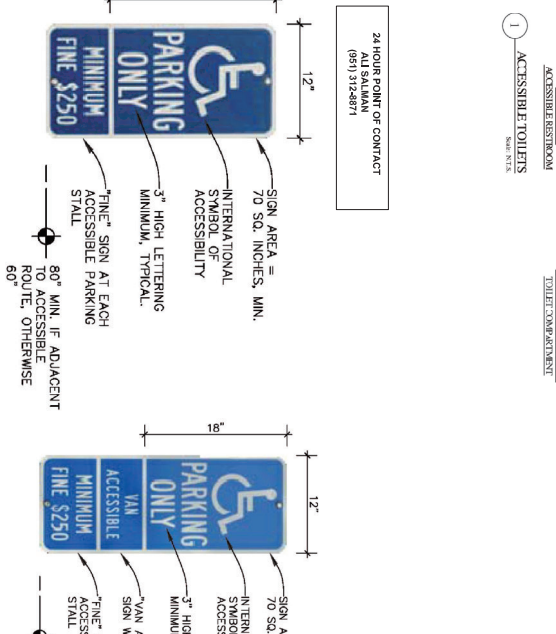 ACCESSIBLE RESTROOM
TOILET COMPARTMENT
1
ACCESSIBLE TOILETS
Scale: N.T.S.
24 HOUR POINT OF CONTACT
ALI SALMAN
(951) 312-8871
12"
PARKING
ONLY
MINIMUM
FINE $250
SIGN AREA =
70 SQ. INCHES, MIN.
INTERNATIONAL
SYMBOL OF
ACCESSIBILITY
3" HIGH LETTERING
MINIMUM, TYPICAL.
"FINE" SIGN AT EACH
ACCESSIBLE PARKING
STALL
80" MIN. IF ADJACENT
TO ACCESSIBLE
ROUTE, OTHERWISE
60"
18"
12"
PARKING
ONLY
VAN
ACCESSIBLE
MINIMUM
FINE $250
SIGN A
70 SQ.
INTERN
SYMBO
ACCESS
3" HIGH
MINIMU
"VAN A
SIGN W
"FINE"
ACCESS
STALL